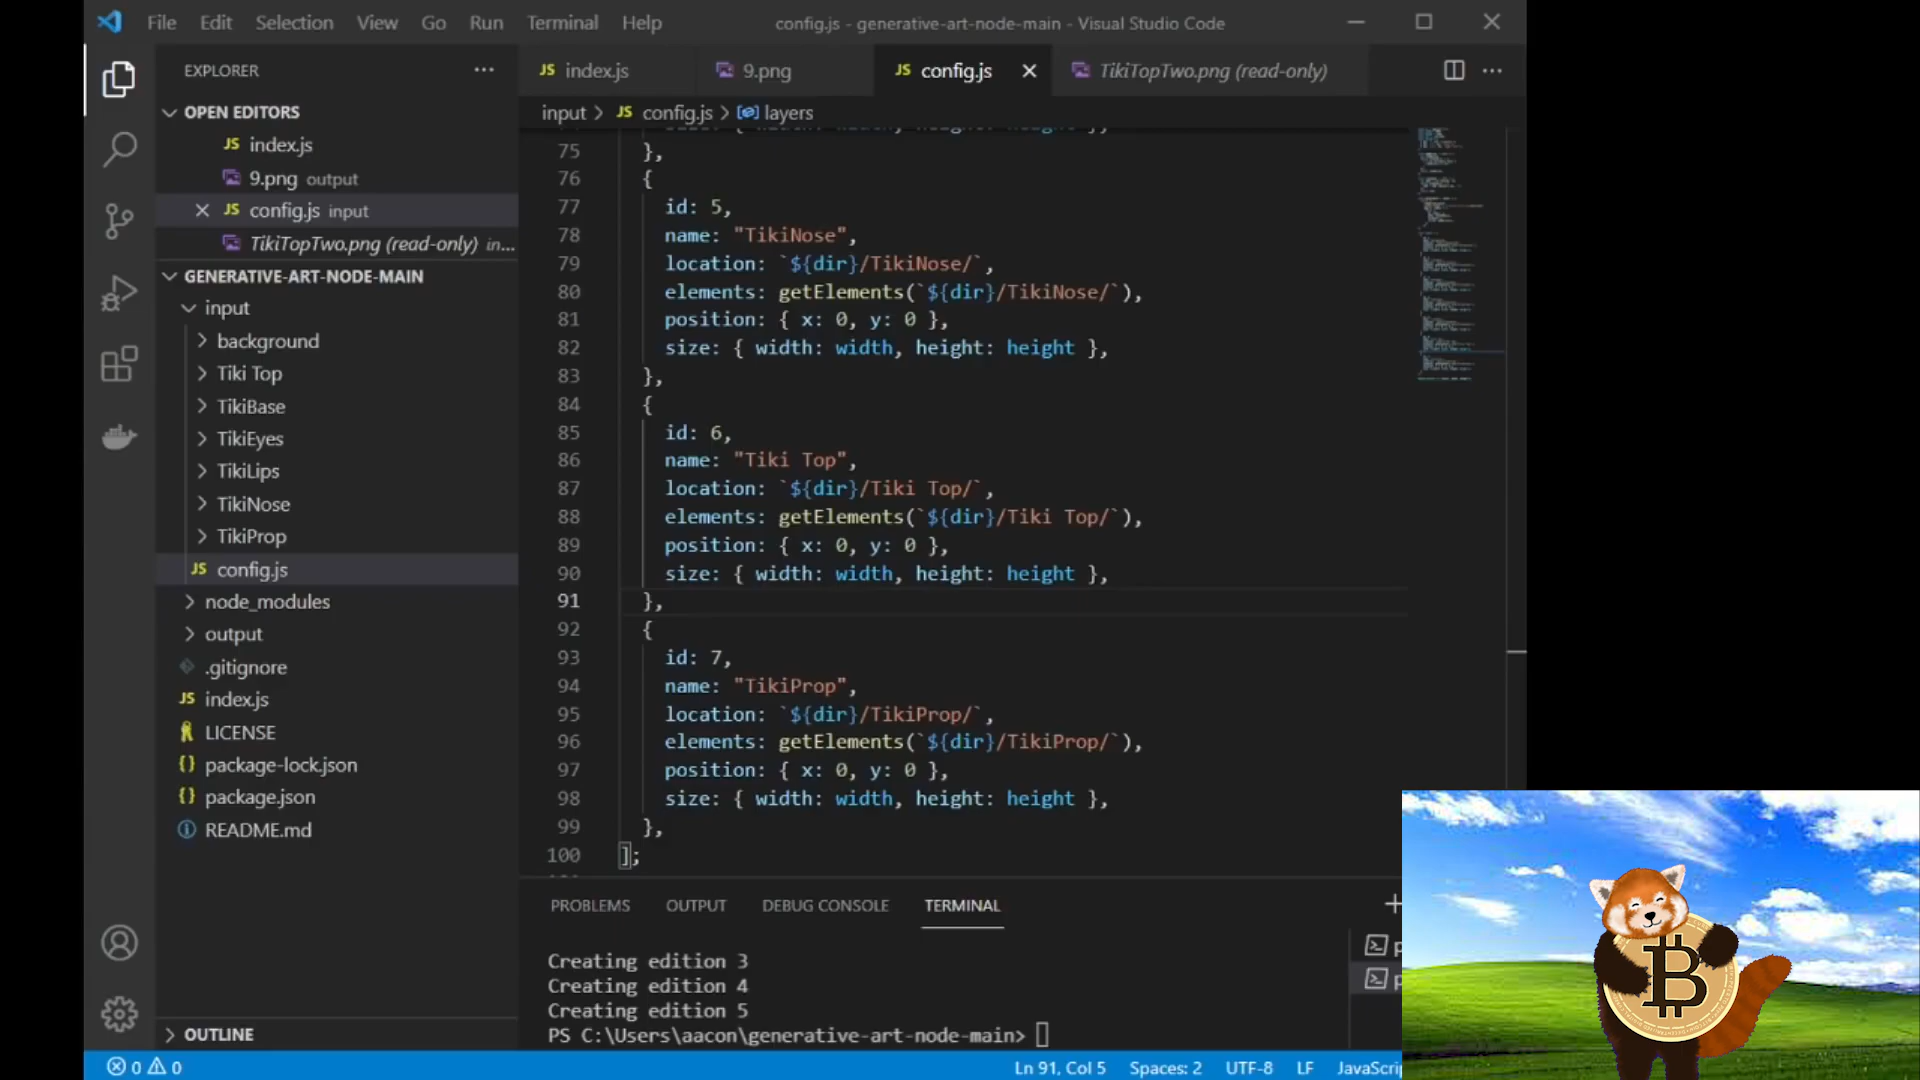 File Edit Selection View Go Run Terminal Help config.js - generative-art-node-main - Visual Studio Code
EXPLORER
OPEN EDITORS
JS index.js
9.png output
JS config.js input
TikiTopTwo.png (read-only) in...
GENERATIVE-ART-NODE-MAIN
input
background
Tiki Top
TikiBase
TikiEyes
TikiLips
TikiNose
TikiProp
JS config.js
node_modules
output
.gitignore
JS index.js
LICENSE
{} package-lock.json
{} package.json
README.md
OUTLINE
JS index.js 9.png JS config.js TikiTopTwo.png (read-only)
input > JS config.js > layers
75 },
76 {
77 id: 5,
78 name: "TikiNose",
79 location: `${dir}/TikiNose/`,
80 elements: getElements(`${dir}/TikiNose/`),
81 position: { x: 0, y: 0 },
82 size: { width: width, height: height },
83 },
84 {
85 id: 6,
86 name: "Tiki Top",
87 location: `${dir}/Tiki Top/`,
88 elements: getElements(`${dir}/Tiki Top/`),
89 position: { x: 0, y: 0 },
90 size: { width: width, height: height },
91 },
92 {
93 id: 7,
94 name: "TikiProp",
95 location: `${dir}/TikiProp/`,
96 elements: getElements(`${dir}/TikiProp/`),
97 position: { x: 0, y: 0 },
98 size: { width: width, height: height },
99 },
100 ];
PROBLEMS OUTPUT DEBUG CONSOLE TERMINAL
Creating edition 3
Creating edition 4
Creating edition 5
PS C:\Users\aacon\generative-art-node-main>
0 0 Ln 91, Col 5 Spaces: 2 UTF-8 LF JavaScri